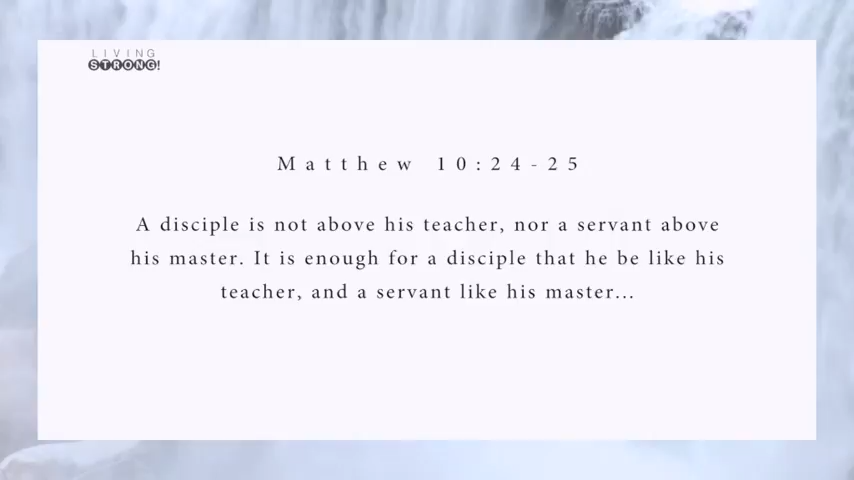 LIVING
STRONG!
Matthew 10:24-25
A disciple is not above his teacher, nor a servant above
his master. It is enough for a disciple that he be like his
teacher, and a servant like his master...